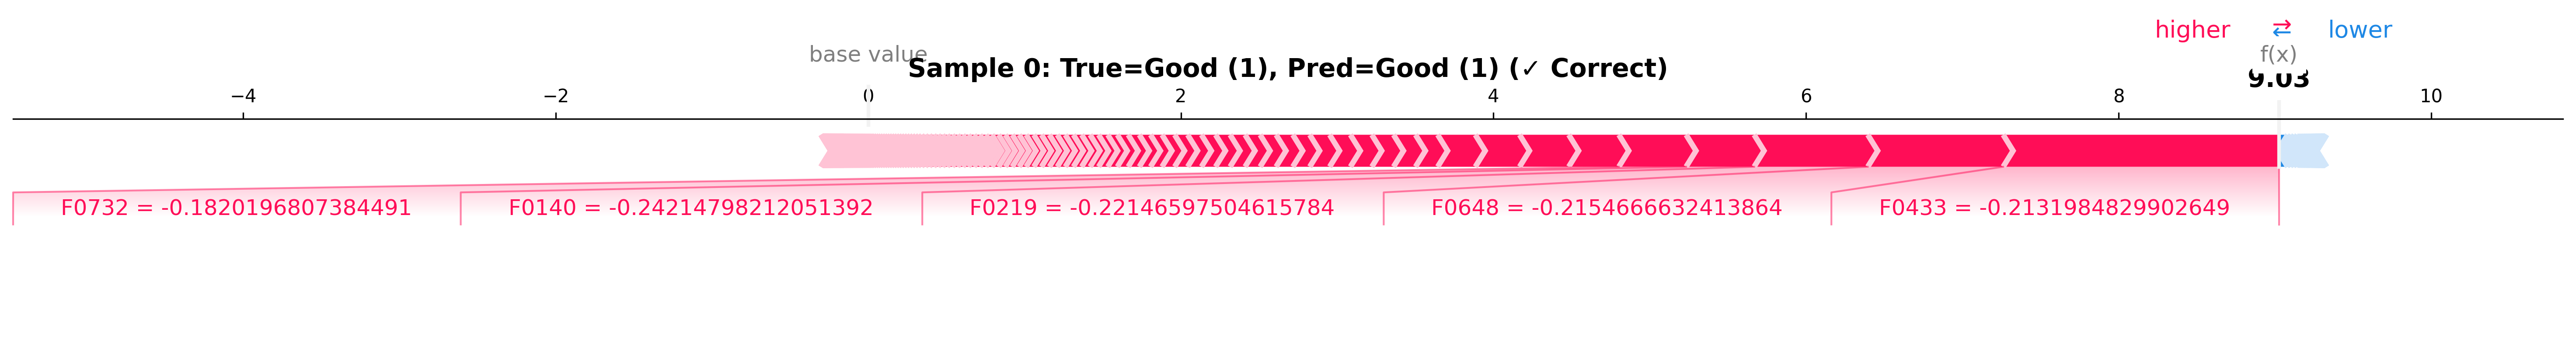 higher ⇄ lower
base value f(x)
Sample 0: True=Good (1), Pred=Good (1) (✓ Correct) 9.03
−4 −2 0 2 4 6 8 10
F0732 = -0.1820196807384491 F0140 = -0.24214798212051392 F0219 = -0.22146597504615784 F0648 = -0.2154666632413864 F0433 = -0.2131984829902649